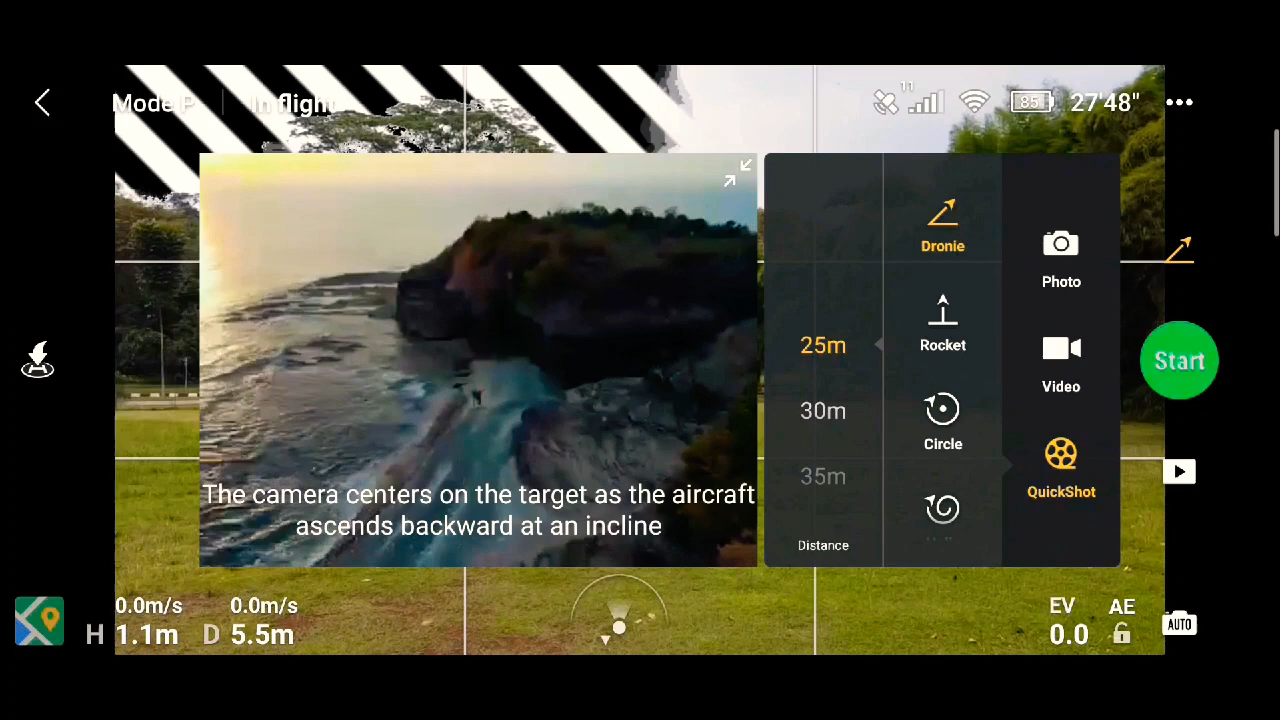 Mode P In flight
11
85
27'48"
Dronie
Photo
25m
Rocket
Start
Video
30m
Circle
35m
QuickShot
The camera centers on the target as the aircraft
ascends backward at an incline
Distance
0.0m/s 0.0m/s
H 1.1m D 5.5m
EV AE
0.0
AUTO